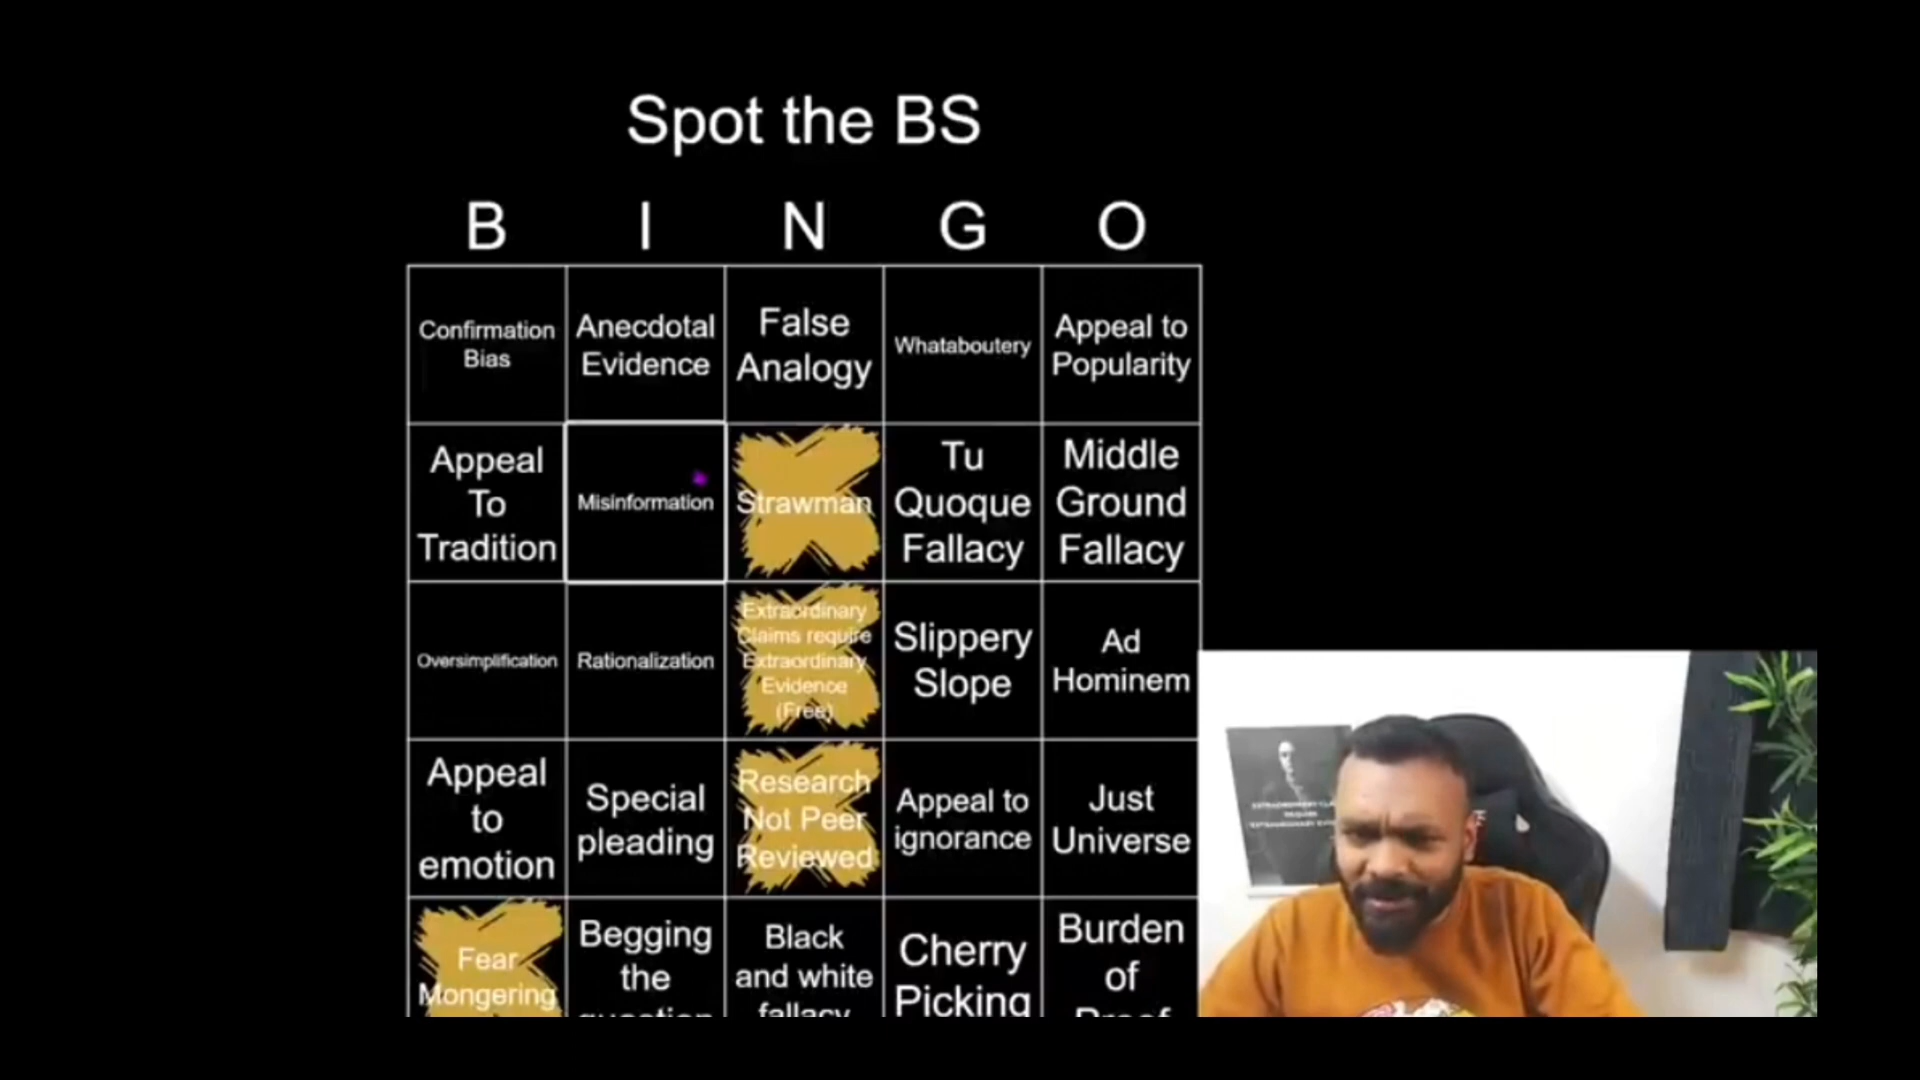 Spot the BS
B I N G O
Confirmation
Bias
Anecdotal
Evidence
False
Analogy
Whataboutery
Appeal to
Popularity
Appeal
To
Tradition
Misinformation
Strawman
Tu
Quoque
Fallacy
Middle
Ground
Fallacy
Oversimplification
Rationalization
Extraordinary
Claims require
Extraordinary
Evidence
(Free)
Slippery
Slope
Ad
Hominem
Appeal
to
emotion
Special
pleading
Research
Not Peer
Reviewed
Appeal to
ignorance
Just
Universe
Fear
Mongering
Begging
the
question
Black
and white
fallacy
Cherry
Picking
Burden
of
Proof